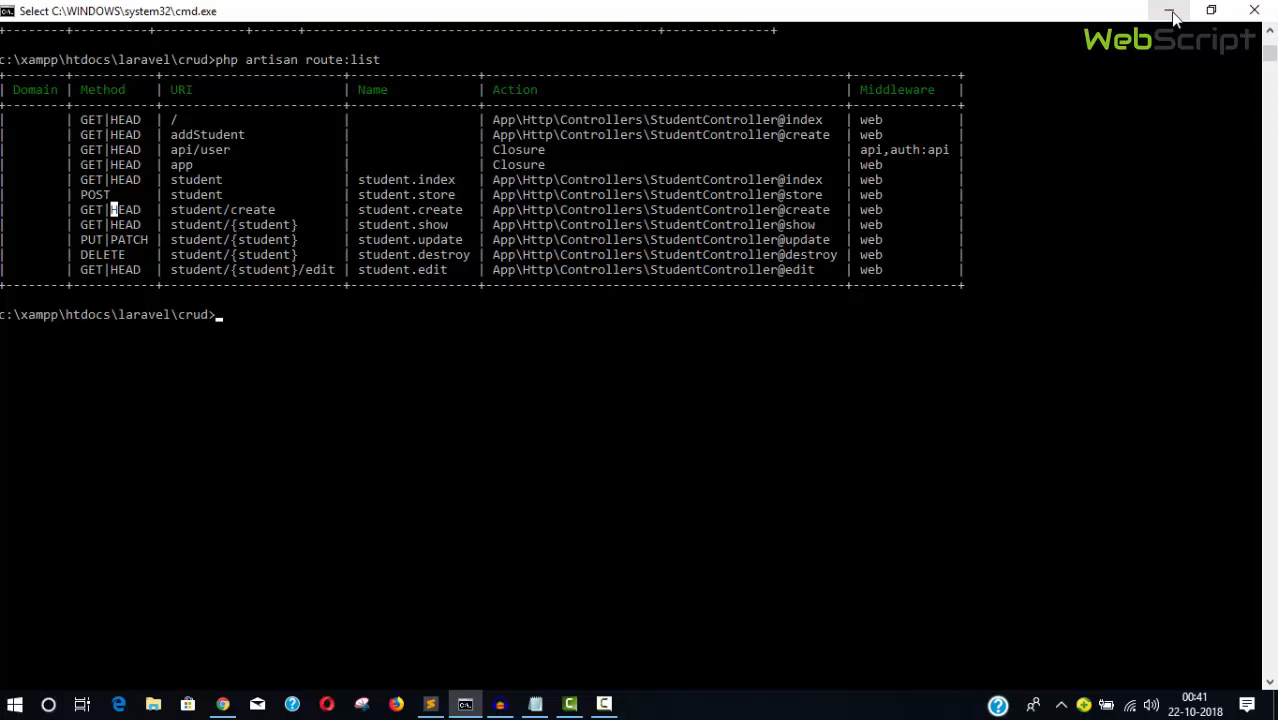 Select C:\WINDOWS\system32\cmd.exe
WebScript
+--------+-----------+------------+------+------------------------------------------------+--------------+
c:\xampp\htdocs\laravel\crud>php artisan route:list
| Domain | Method | URI | Name | Action | Middleware |
| | GET|HEAD | / | | App\Http\Controllers\StudentController@index | web |
| | GET|HEAD | addStudent | | App\Http\Controllers\StudentController@create | web |
| | GET|HEAD | api/user | | Closure | api,auth:api |
| | GET|HEAD | app | | Closure | web |
| | GET|HEAD | student | student.index | App\Http\Controllers\StudentController@index | web |
| | POST | student | student.store | App\Http\Controllers\StudentController@store | web |
| | GET|HEAD | student/create | student.create | App\Http\Controllers\StudentController@create | web |
| | GET|HEAD | student/{student} | student.show | App\Http\Controllers\StudentController@show | web |
| | PUT|PATCH | student/{student} | student.update | App\Http\Controllers\StudentController@update | web |
| | DELETE | student/{student} | student.destroy | App\Http\Controllers\StudentController@destroy | web |
| | GET|HEAD | student/{student}/edit | student.edit | App\Http\Controllers\StudentController@edit | web |
c:\xampp\htdocs\laravel\crud>
00:41
22-10-2018